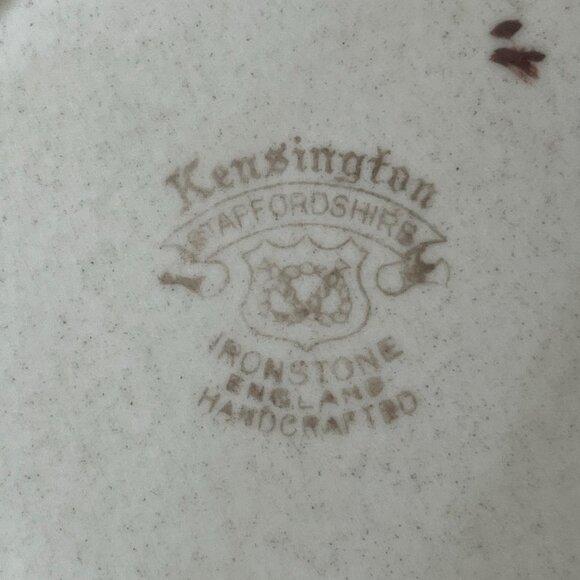 Kensington
STAFFORDSHIRE
IRONSTONE
ENGLAND
HANDCRAFTED